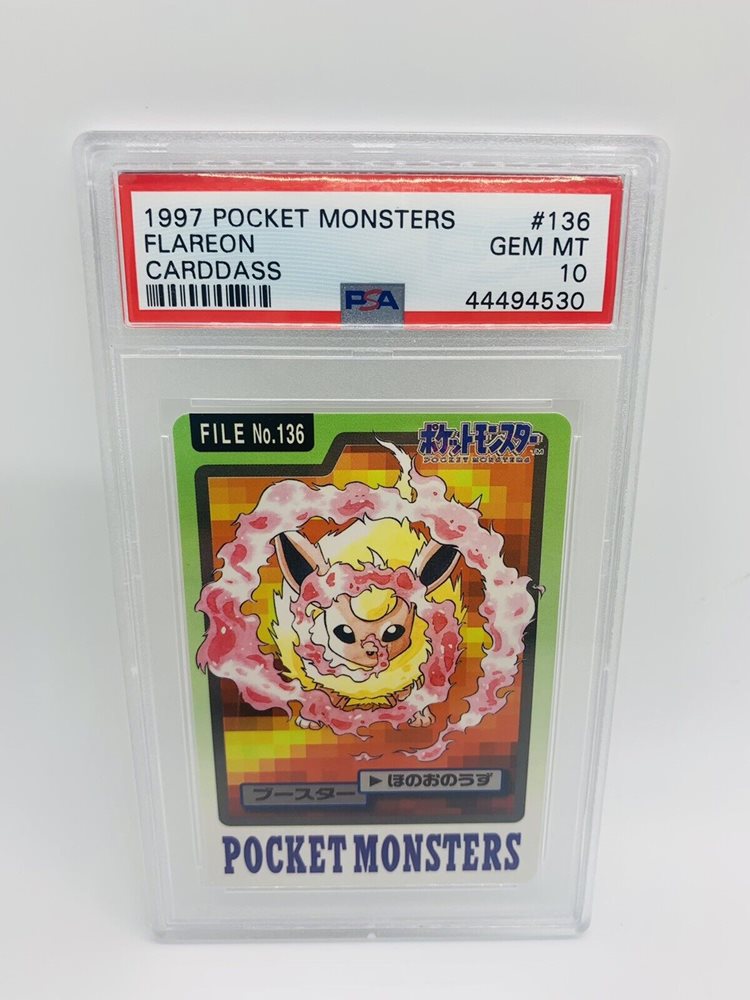 1997 POCKET MONSTERS #136
FLAREON GEM MT
CARDDASS 10
PSA 44494530
FILE No.136
ポケットモンスター
POCKET MONSTERS TM
▶ほのおのうず
ブースター
POCKET MONSTERS